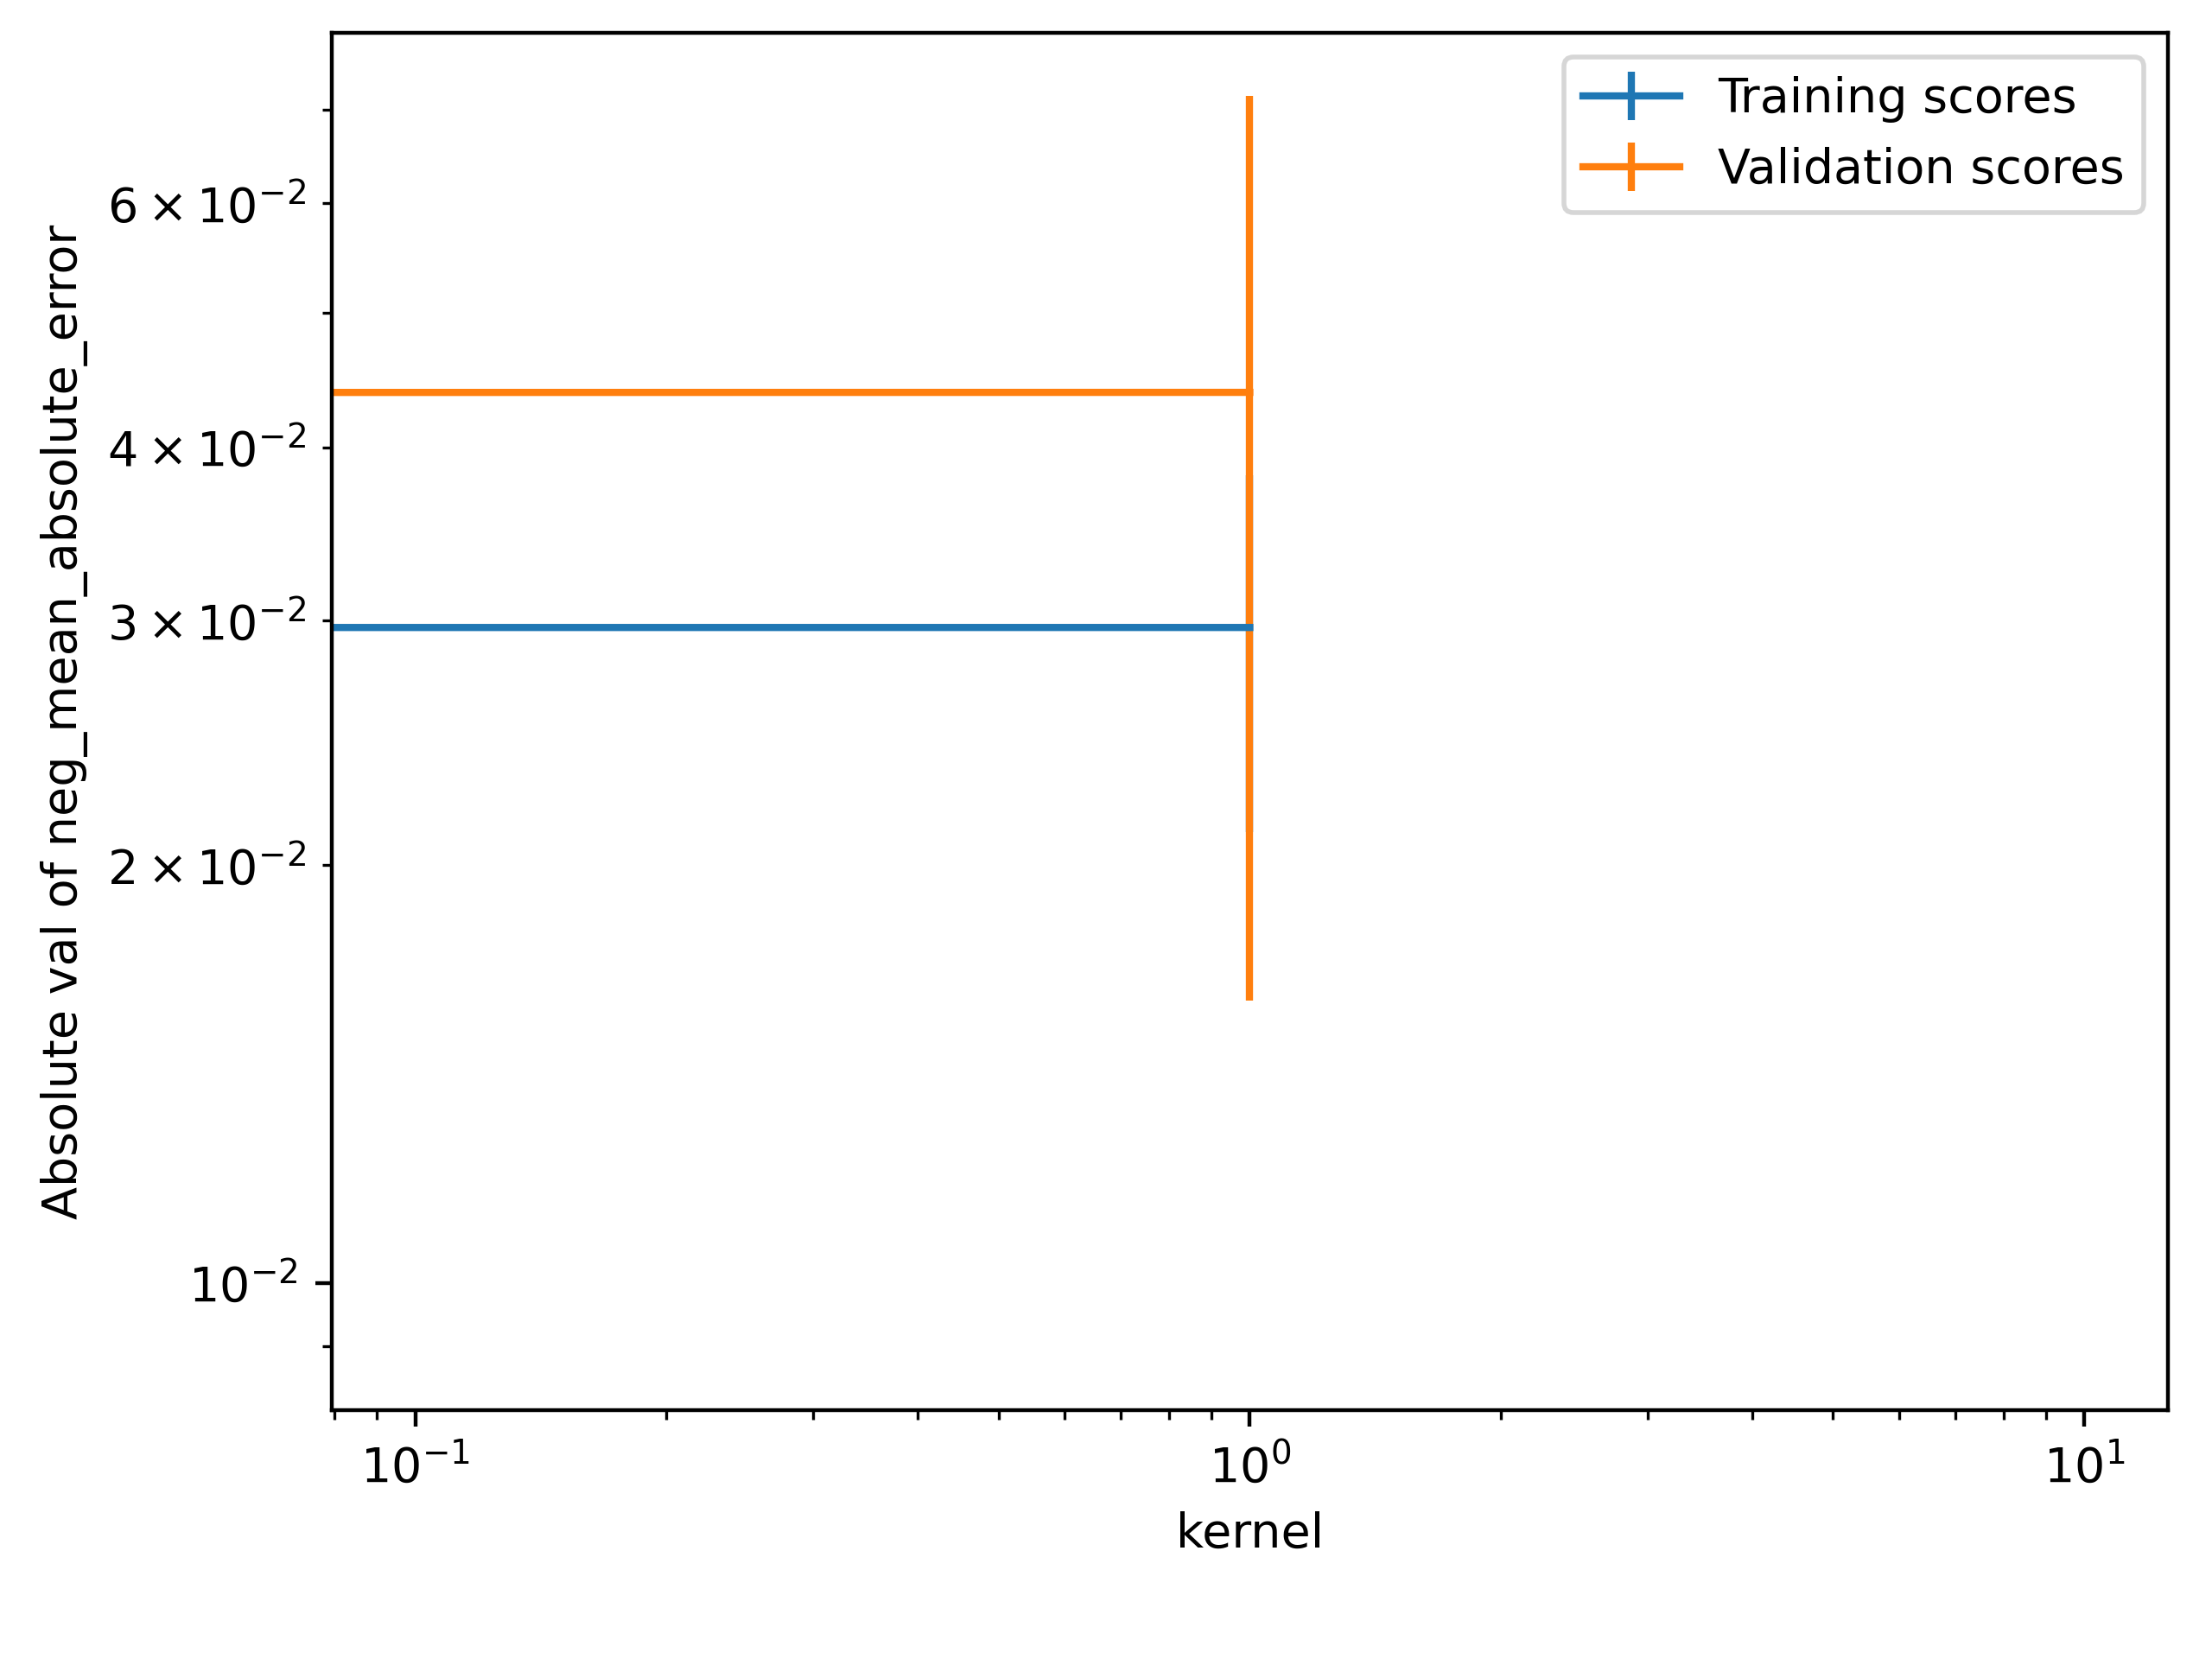 Training scores
Validation scores
Absolute val of neg_mean_absolute_error
6 × 10⁻²
4 × 10⁻²
3 × 10⁻²
2 × 10⁻²
10⁻²
10⁻¹
10⁰
10¹
kernel